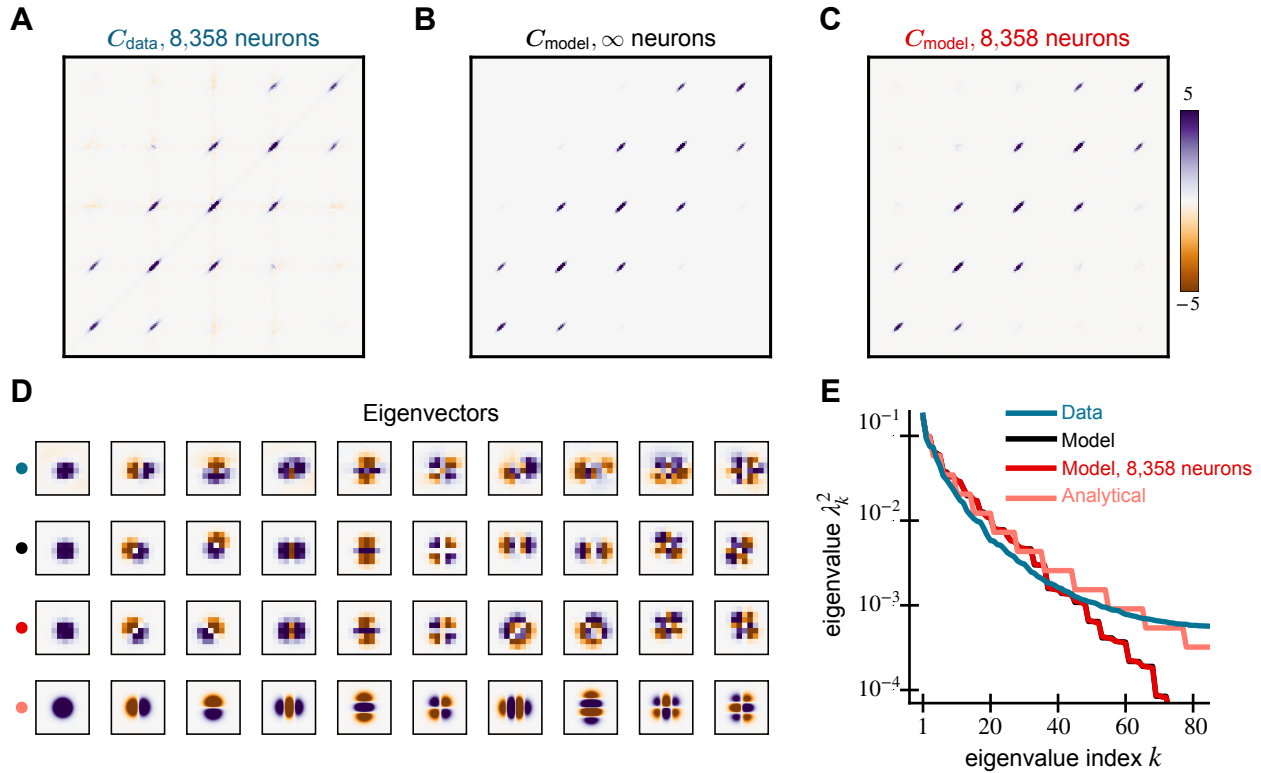 A
B
C
C_data, 8,358 neurons
C_model, ∞ neurons
C_model, 8,358 neurons
5
−5
D
E
Eigenvectors
Data
Model
Model, 8,358 neurons
Analytical
10^−1
10^−2
10^−3
10^−4
eigenvalue λ_k^2
1 20 40 60 80
eigenvalue index k